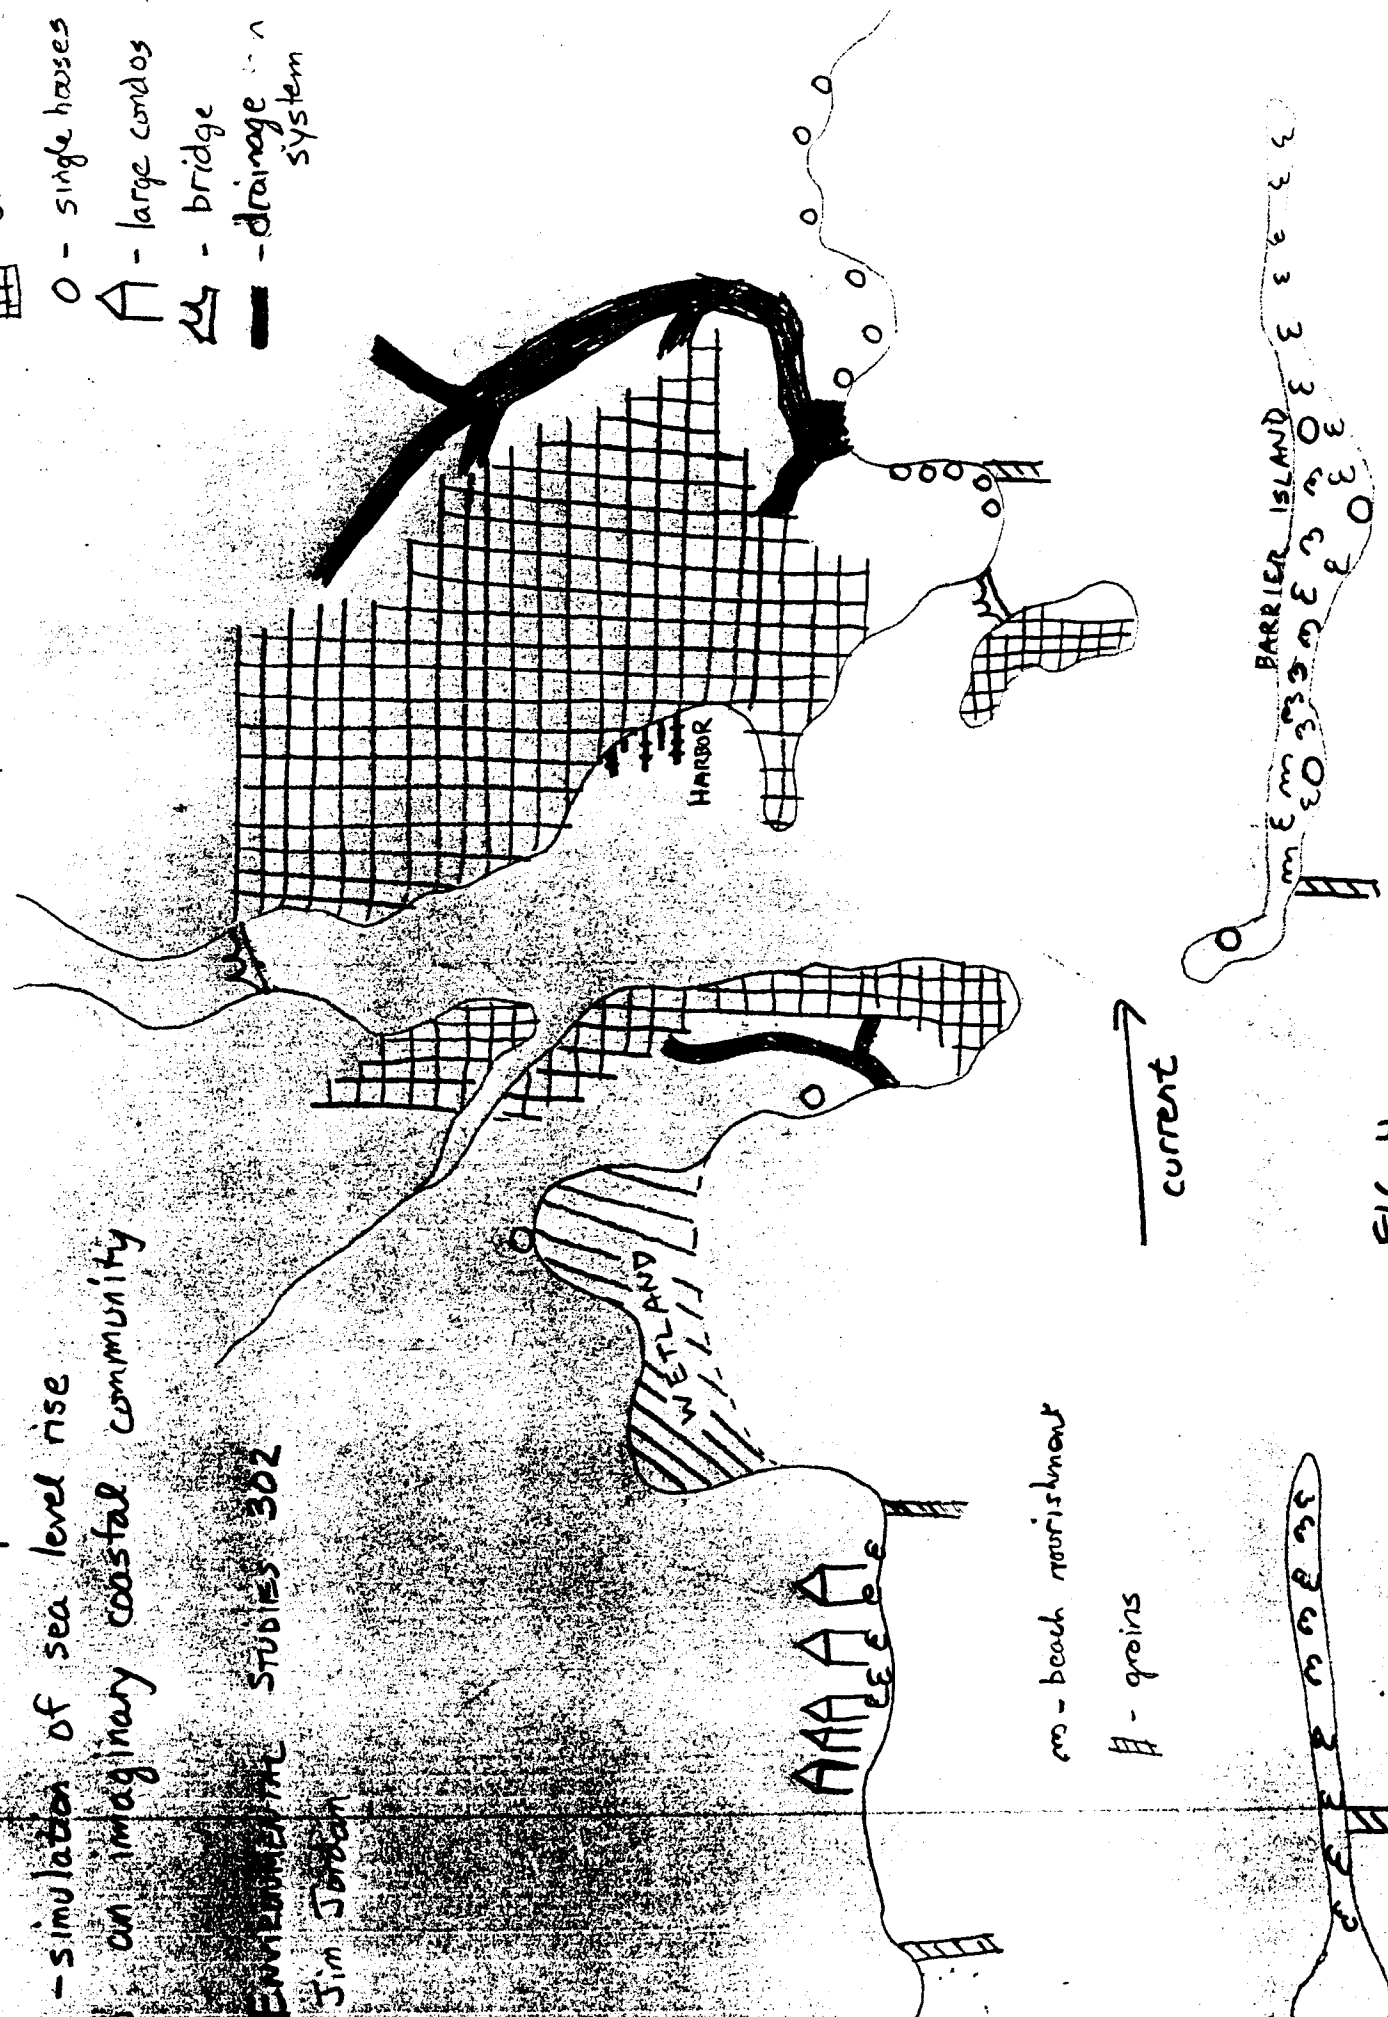 -simulation of sea level rise
an imaginary coastal community
ENVIRONMENTAL STUDIES 302
Jim Jordan
O - single houses
- large condos
- bridge
- drainage
system
HARBOR
WETLAND
BARRIER ISLAND
current
m - beach nourishment
- groins